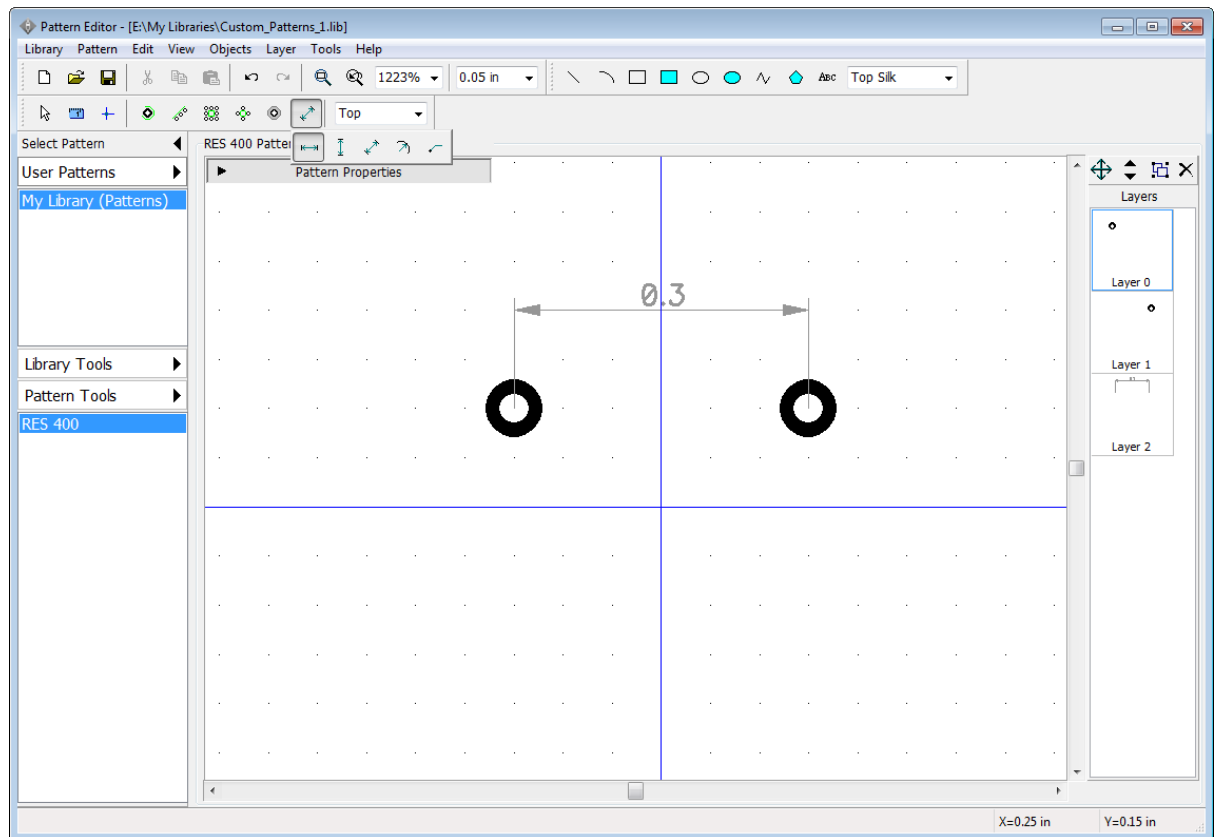 Pattern Editor - [E:\My Libraries\Custom_Patterns_1.lib]
Library Pattern Edit View Objects Layer Tools Help
1223% 0.05 in ABC Top Silk
Top
Select Pattern
RES 400 Patter
User Patterns
Pattern Properties
My Library (Patterns)
Layers
Layer 0
0.3
Layer 1
Library Tools
Pattern Tools
RES 400
Layer 2
X=0.25 in Y=0.15 in